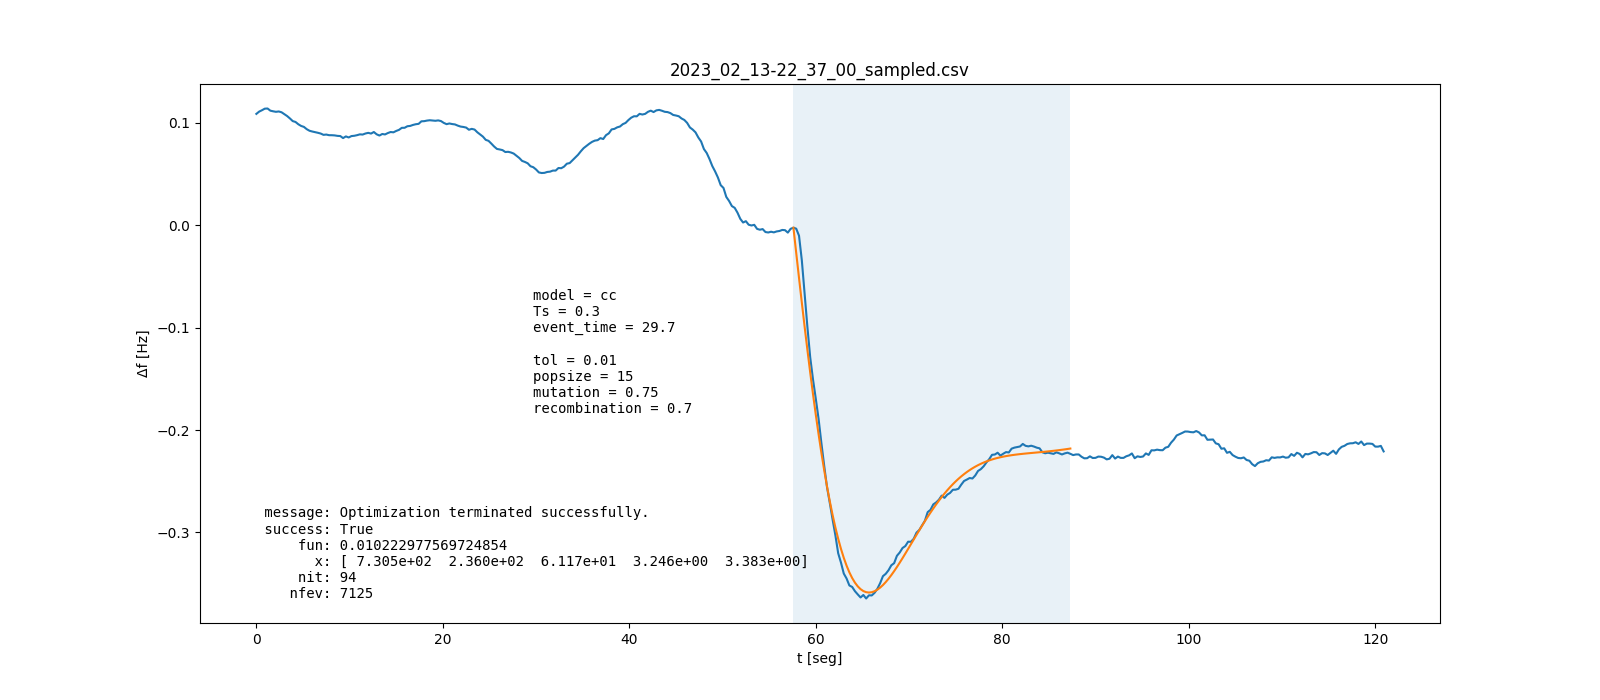 2023_02_13-22_37_00_sampled.csv
0.1
0.0
−0.1
−0.2
−0.3
Δf [Hz]
model = cc
Ts = 0.3
event_time = 29.7
tol = 0.01
popsize = 15
mutation = 0.75
recombination = 0.7
message: Optimization terminated successfully.
success: True
fun: 0.010222977569724854
x: [ 7.305e+02  2.360e+02  6.117e+01  3.246e+00  3.383e+00]
nit: 94
nfev: 7125
0 20 40 60 80 100 120
t [seg]